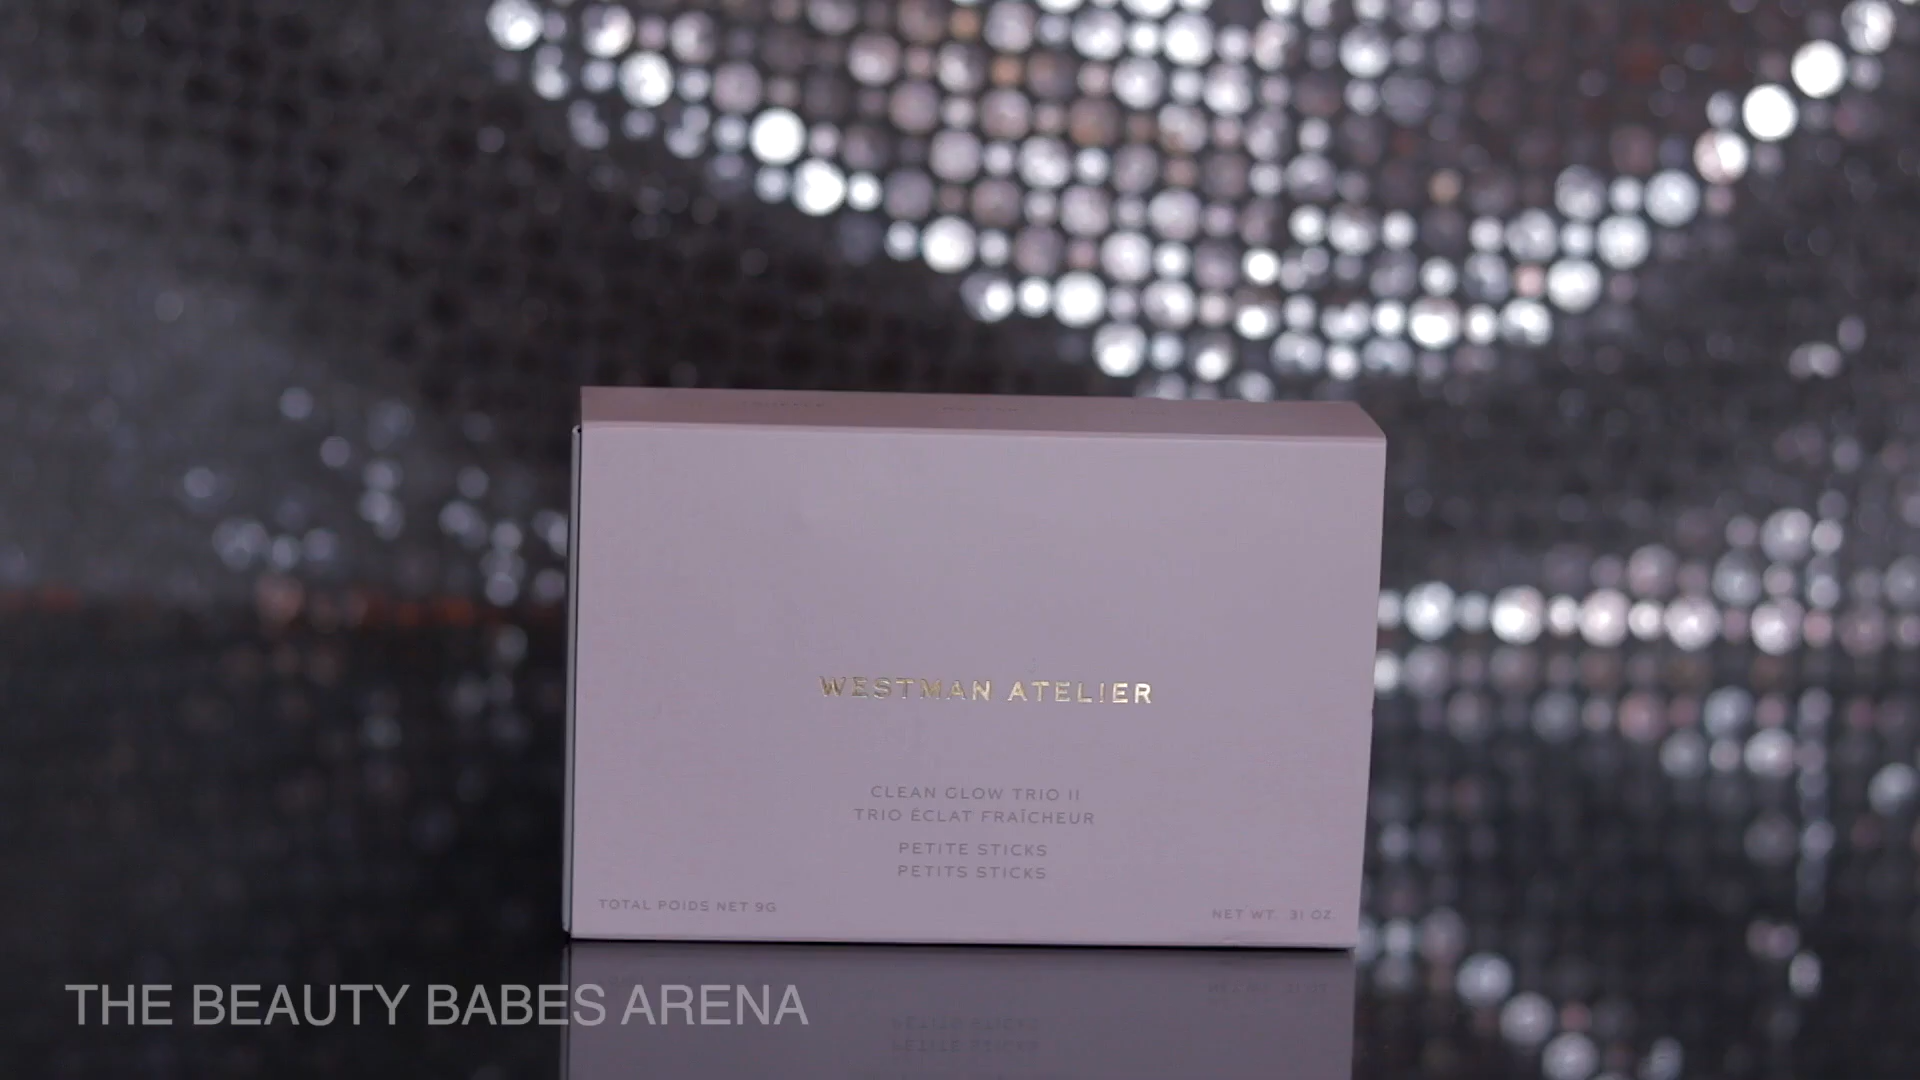 WESTMAN ATELIER
CLEAN GLOW TRIO II
TRIO ÉCLAT FRAÎCHEUR
PETITE STICKS
PETITS STICKS
TOTAL POIDS NET 9G
NET WT. .31 OZ.
THE BEAUTY BABES ARENA